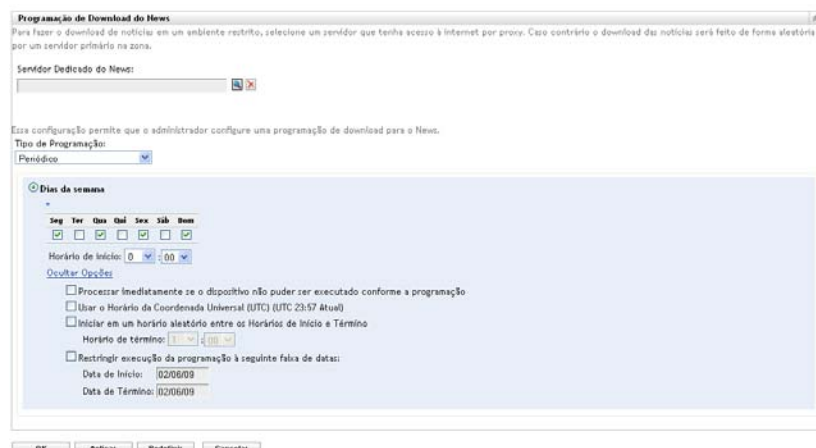 Programação de Download do News
Para fazer o download de notícias em um ambiente restrito, selecione um servidor que tenha acesso à Internet por proxy. Caso contrário o download das notícias será feito de forma aleatória
por um servidor primário na zona.
Servidor Dedicado do News:
Essa configuração permite que o administrador configure uma programação de download para o News.
Tipo de Programação:
Periódico
Dias da semana
*
Seg Ter Qua Qui Sex Sáb Dom
Horário de início: 0 : 00
Ocultar Opções
Processar imediatamente se o dispositivo não puder ser executado conforme a programação
Usar o Horário da Coordenada Universal (UTC) (UTC 23:57 Atual)
Iniciar em um horário aleatório entre os Horários de Início e Término
Horário de término: 1 : 00
Restringir execução da programação à seguinte faixa de datas:
Data de Início: 02/06/09
Data de Término: 02/06/09
OK Aplicar Redefinir Cancelar